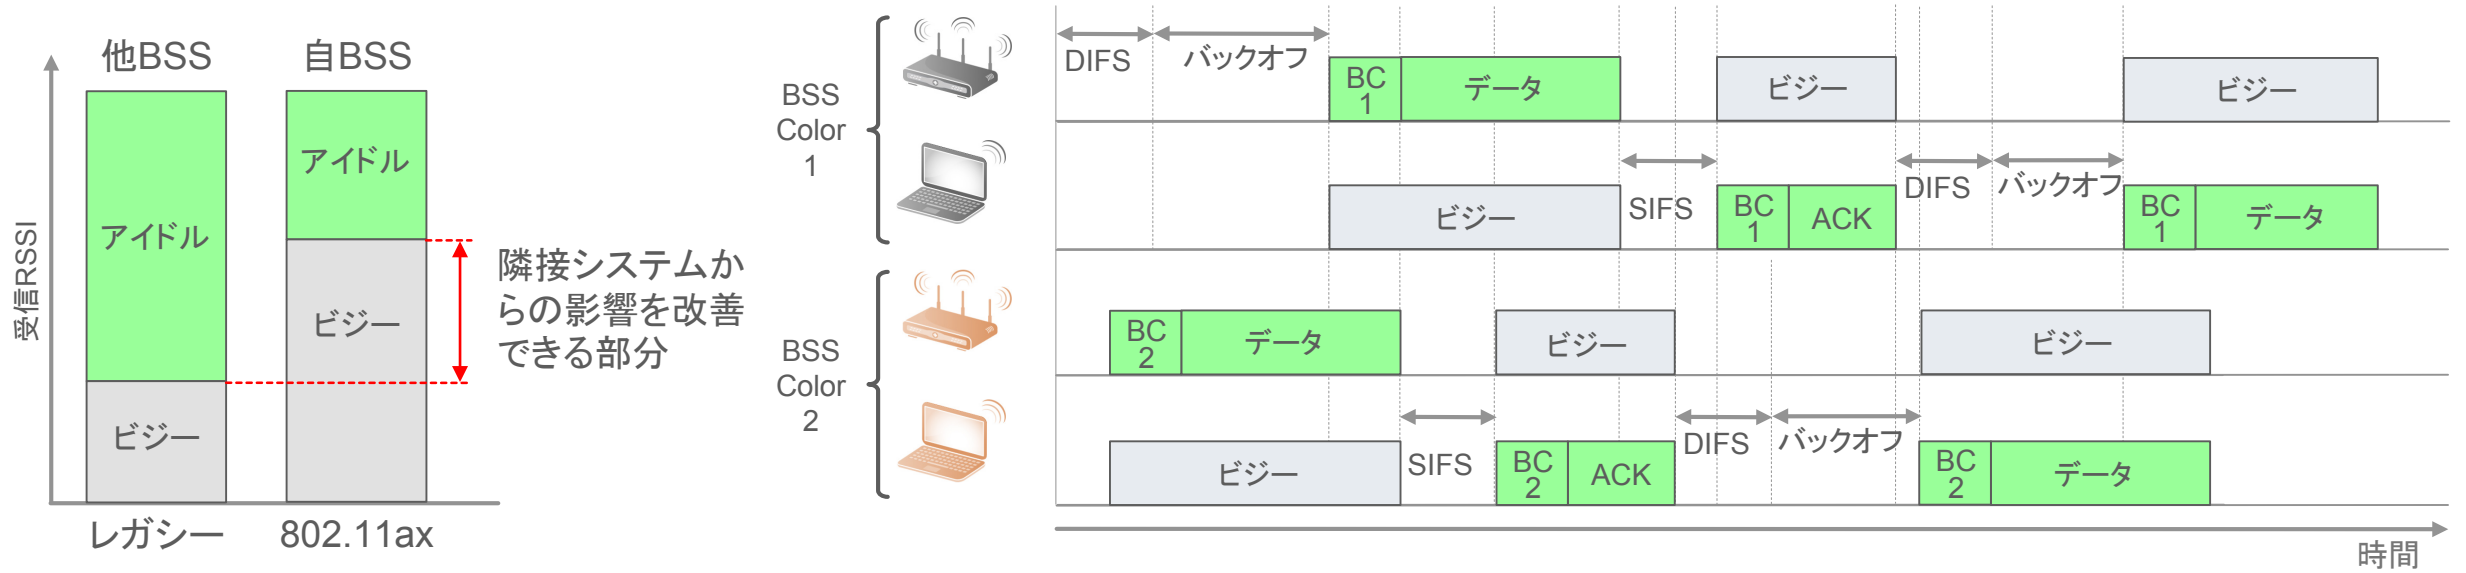 他BSS
自BSS
アイドル
アイドル
ビジー
ビジー
受信RSSI
レガシー
802.11ax
隣接システムか
らの影響を改善
できる部分
BSS
Color
1
BSS
Color
2
DIFS
バックオフ
BC
1
データ
ビジー
ビジー
ビジー
SIFS
BC
1
ACK
DIFS
バックオフ
BC
1
データ
BC
2
データ
ビジー
ビジー
ビジー
SIFS
BC
2
ACK
DIFS
バックオフ
BC
2
データ
時間